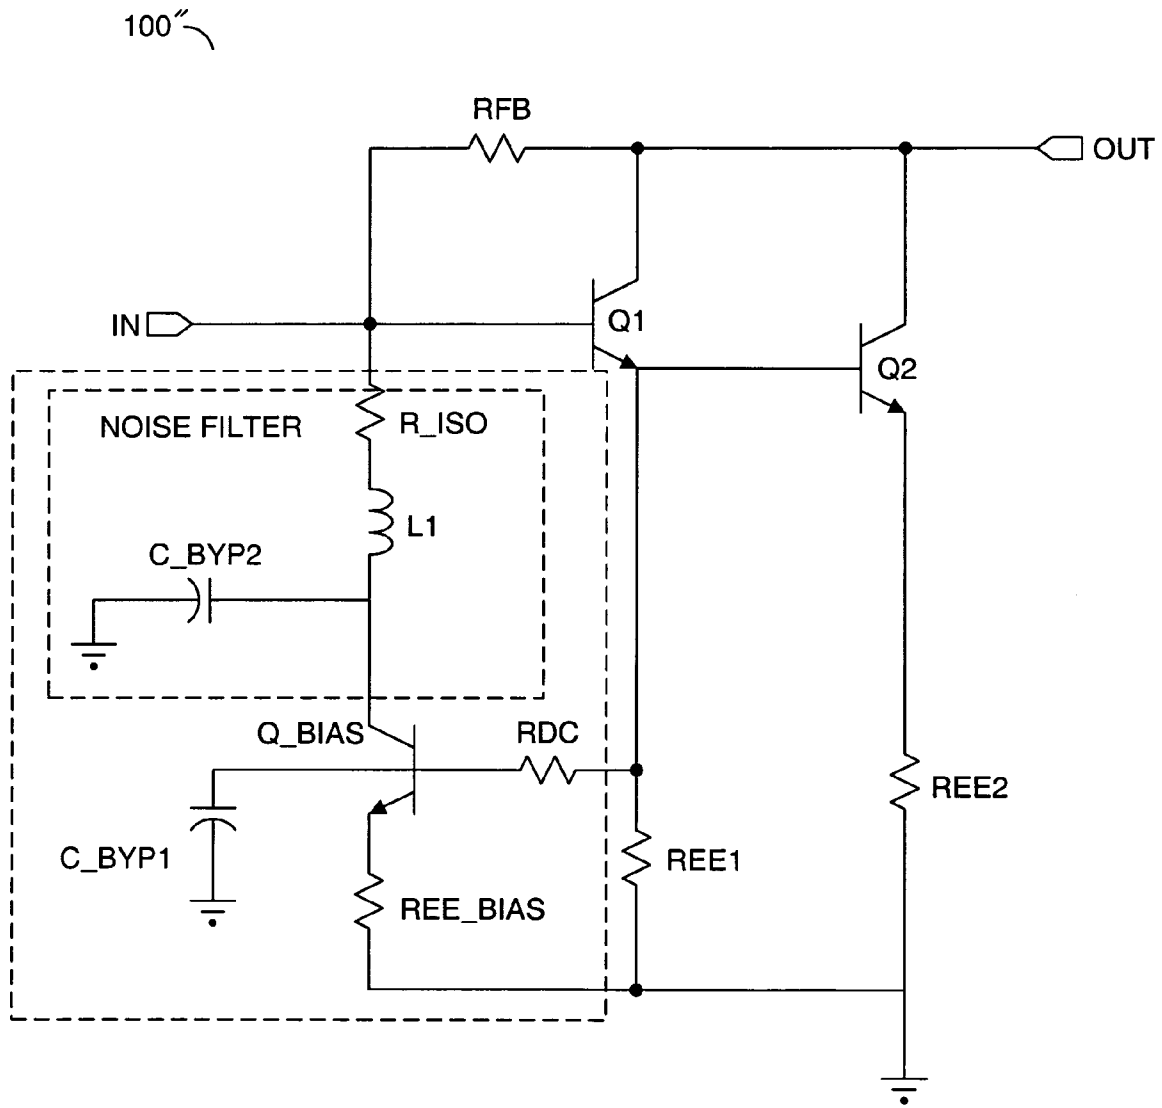 100″
RFB
OUT
IN
Q1
Q2
NOISE FILTER
R_ISO
L1
C_BYP2
Q_BIAS
RDC
REE2
C_BYP1
REE1
REE_BIAS